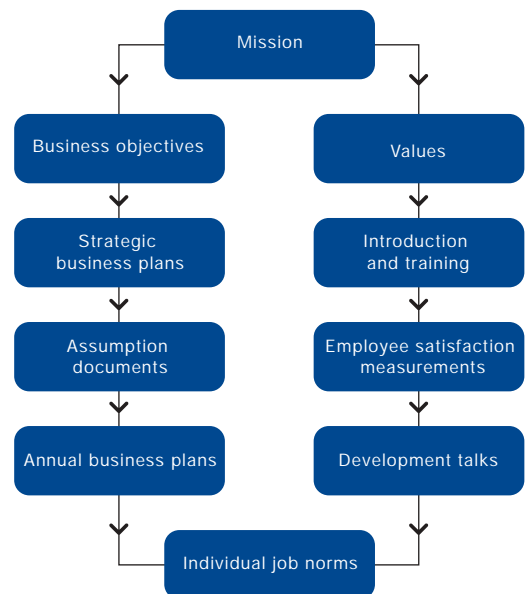 Mission
Business objectives
Values
Strategic
business plans
Introduction
and training
Assumption
documents
Employee satisfaction
measurements
Annual business plans
Development talks
Individual job norms